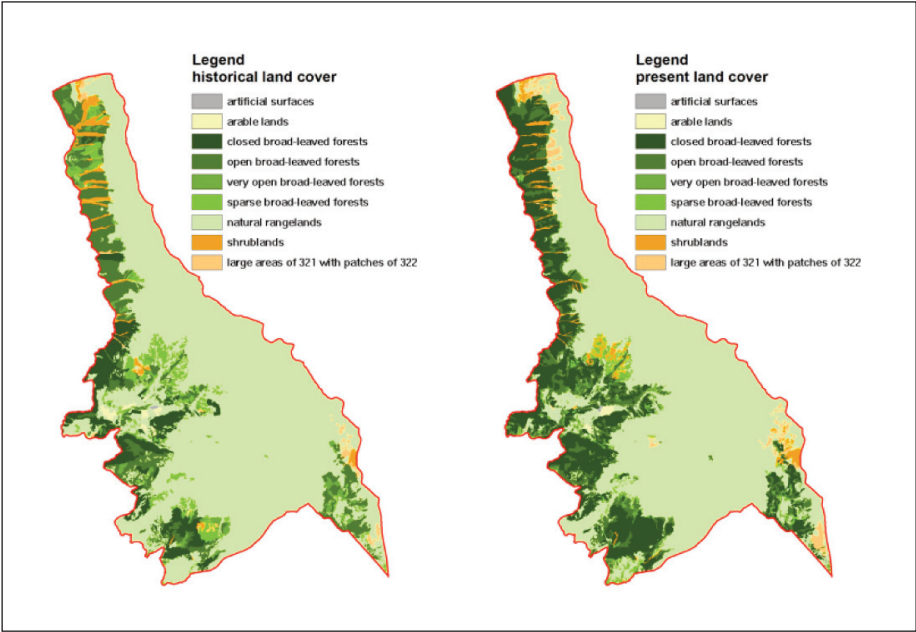 Legend
historical land cover
artificial surfaces
arable lands
closed broad-leaved forests
open broad-leaved forests
very open broad-leaved forests
sparse broad-leaved forests
natural rangelands
shrublands
large areas of 321 with patches of 322
Legend
present land cover
artificial surfaces
arable lands
closed broad-leaved forests
open broad-leaved forests
very open broad-leaved forests
sparse broad-leaved forests
natural rangelands
shrublands
large areas of 321 with patches of 322